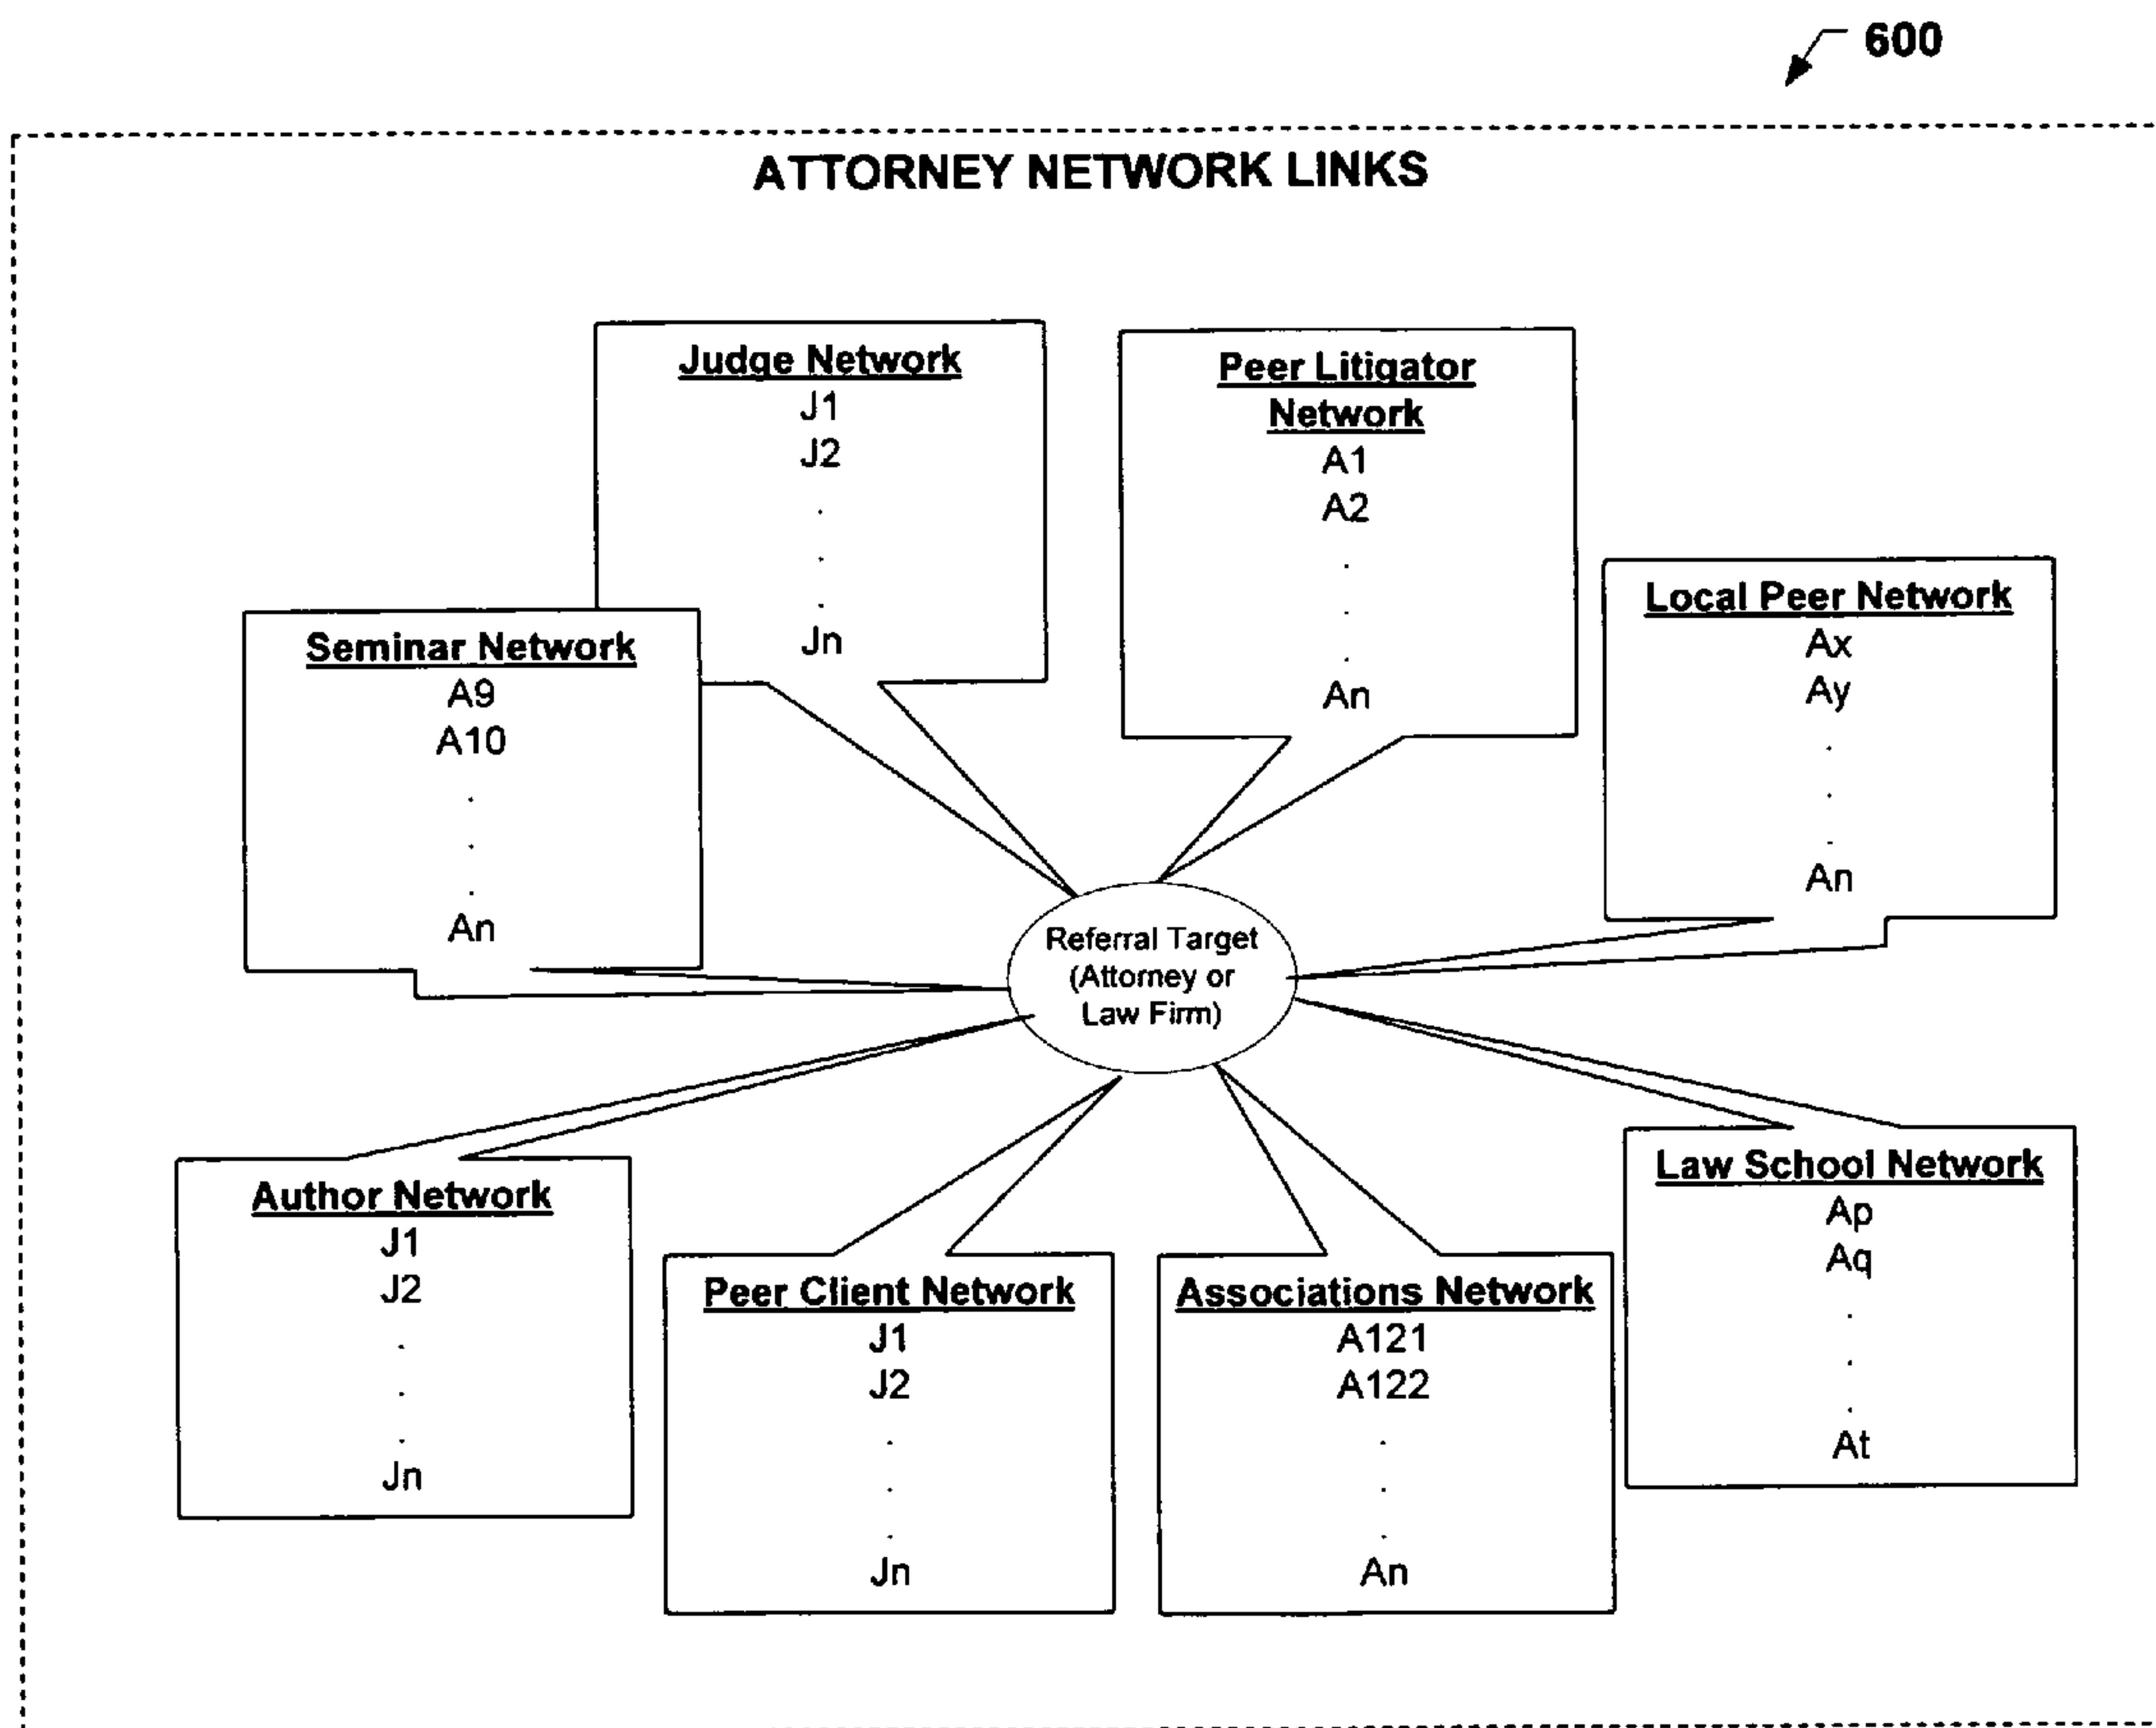 600
ATTORNEY NETWORK LINKS
Judge Network
J1
J2
.
.
.
Jn
Peer Litigator
Network
A1
A2
.
.
.
An
Local Peer Network
Ax
Ay
.
.
.
An
Seminar Network
A9
A10
.
.
.
An
Referral Target
(Attorney or
Law Firm)
Author Network
J1
J2
.
.
.
Jn
Peer Client Network
J1
J2
.
.
.
Jn
Associations Network
A121
A122
.
.
.
An
Law School Network
Ap
Aq
.
.
.
At